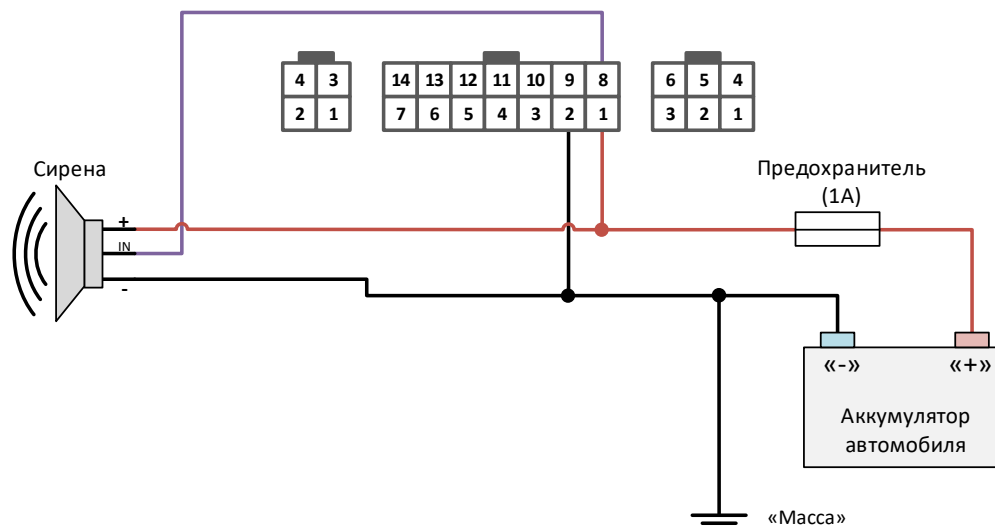 4 3
2 1
14 13 12 11 10 9 8
7 6 5 4 3 2 1
6 5 4
3 2 1
Сирена
+
IN
-
Предохранитель
(1А)
«-» «+»
Аккумулятор
автомобиля
«Масса»